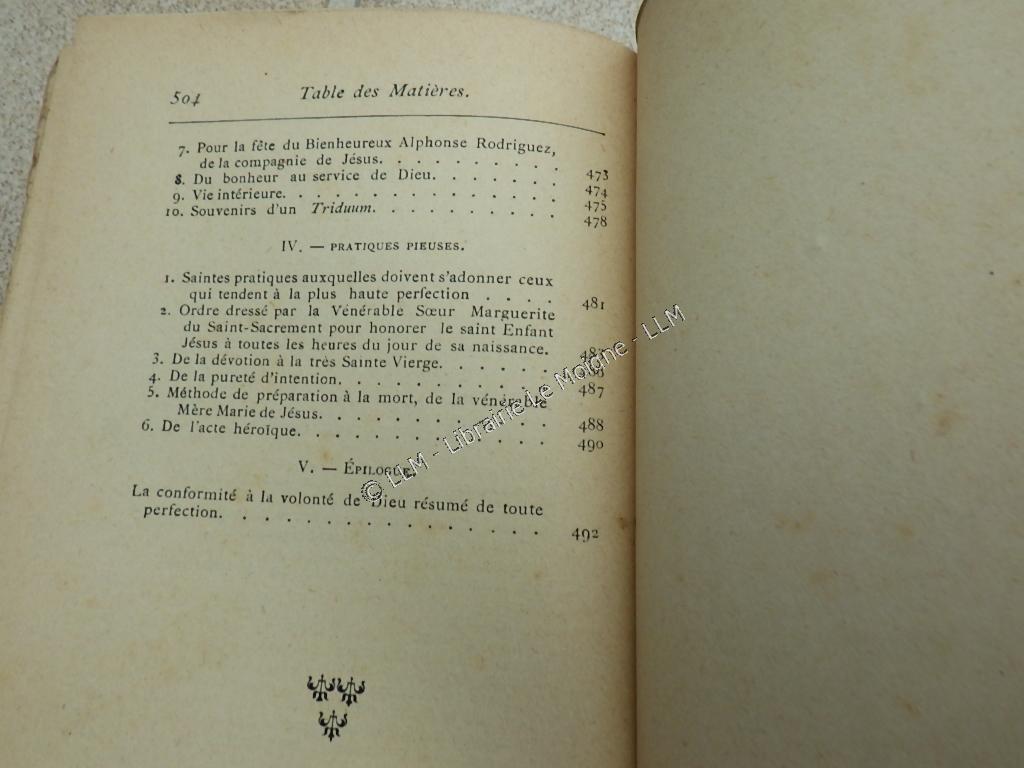 504 Table des Matières.
7. Pour la fête du Bienheureux Alphonse Rodriguez,
de la compagnie de Jésus. . . . . . . . . 473
8. Du bonheur au service de Dieu. . . . . . . 474
9. Vie intérieure. . . . . . . . . . . . . 475
10. Souvenirs d'un Triduum. . . . . . . . . 478
IV. — PRATIQUES PIEUSES.
1. Saintes pratiques auxquelles doivent s'adonner ceux
qui tendent à la plus haute perfection . . . . 481
2. Ordre dressé par la Vénérable Sœur Marguerite
du Saint-Sacrement pour honorer le saint Enfant
Jésus à toutes les heures du jour de sa naissance.
3. De la dévotion à la très Sainte Vierge. . . . . .
4. De la pureté d'intention. . . . . . . . . . 487
5. Méthode de préparation à la mort, de la vénérable
Mère Marie de Jésus. . . . . . . . . . . 488
6. De l'acte héroïque. . . . . . . . . . . 490
V. — ÉPILOGUE.
La conformité à la volonté de Dieu résumé de toute
perfection. . . . . . . . . . . . . . . 492
© LLM - Librairie Le Moigne - LLM